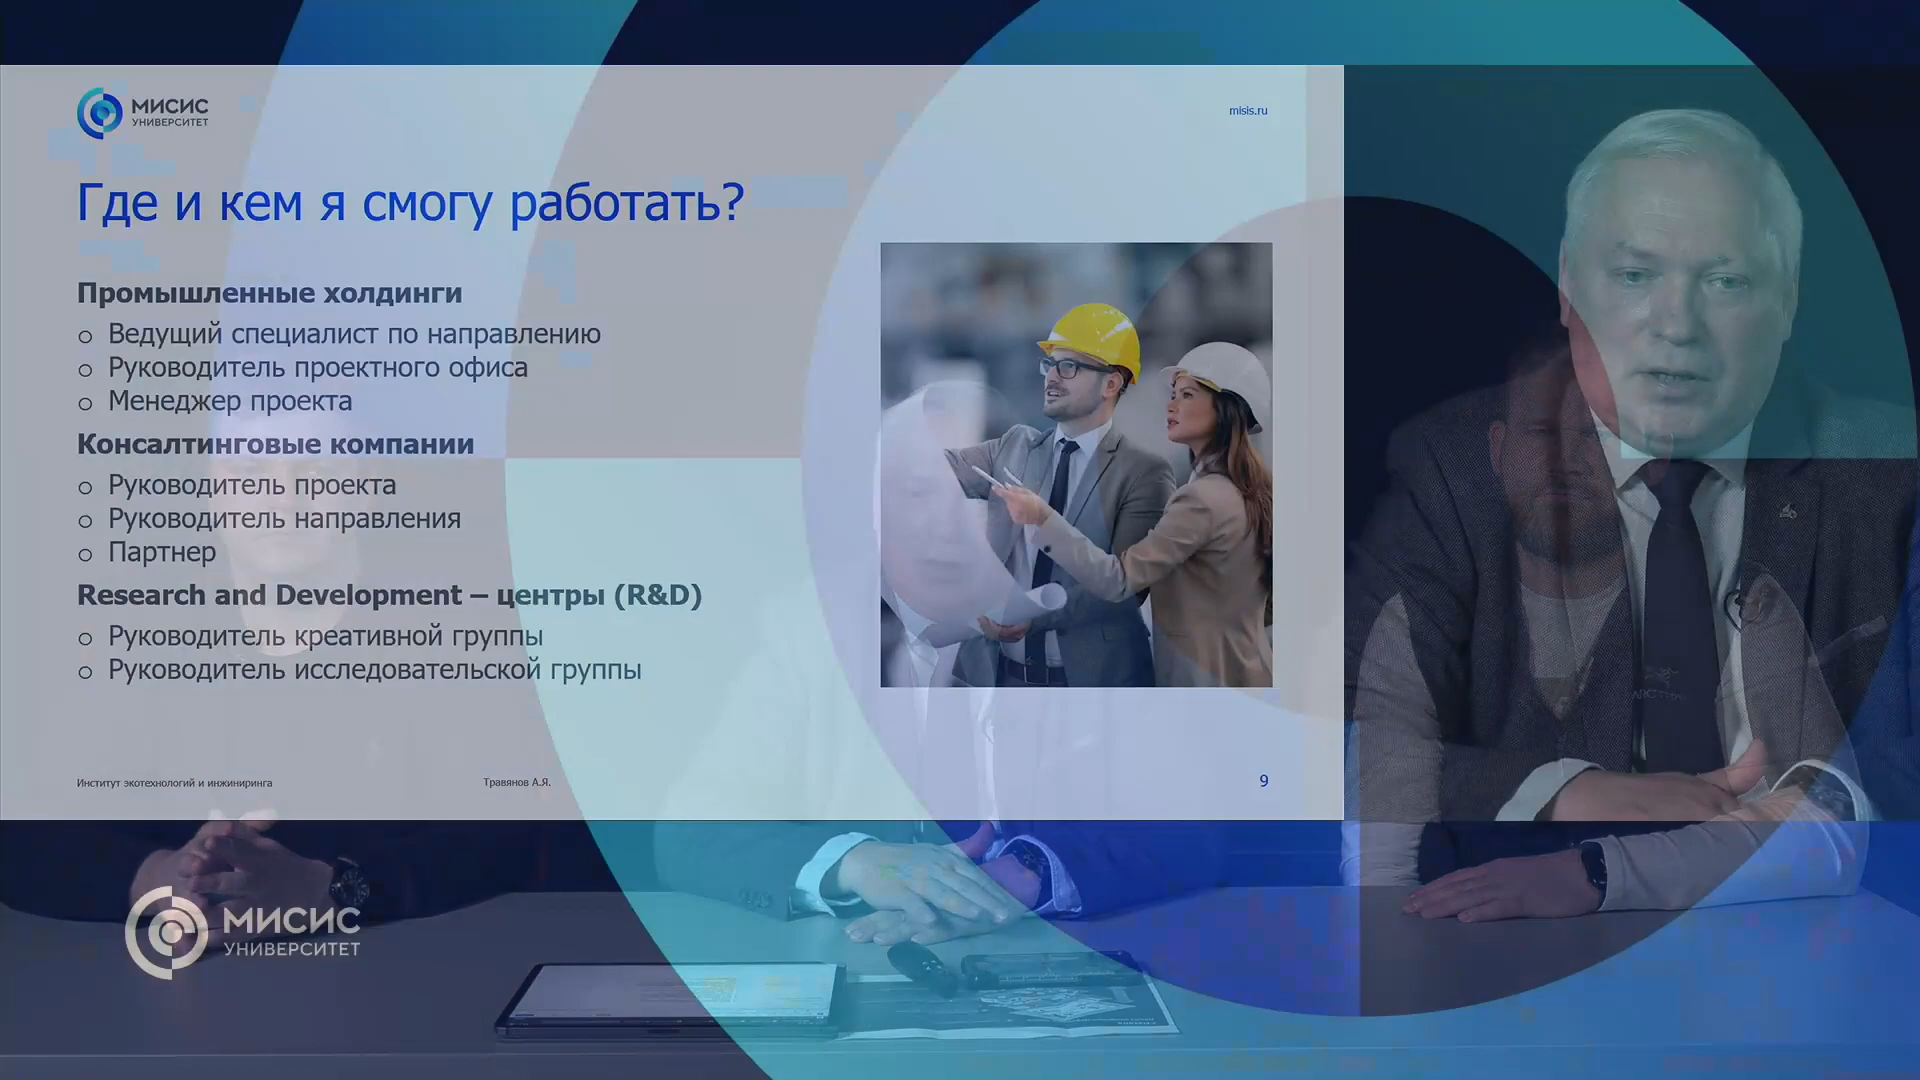 МИСИС
УНИВЕРСИТЕТ
misis.ru
Где и кем я смогу работать?
Промышленные холдинги
o Ведущий специалист по направлению
o Руководитель проектного офиса
o Менеджер проекта
Консалтинговые компании
o Руководитель проекта
o Руководитель направления
o Партнер
Research and Development – центры (R&D)
o Руководитель креативной группы
o Руководитель исследовательской группы
Институт экотехнологий и инжиниринга
Травянов А.Я.
9
МИСИС
УНИВЕРСИТЕТ